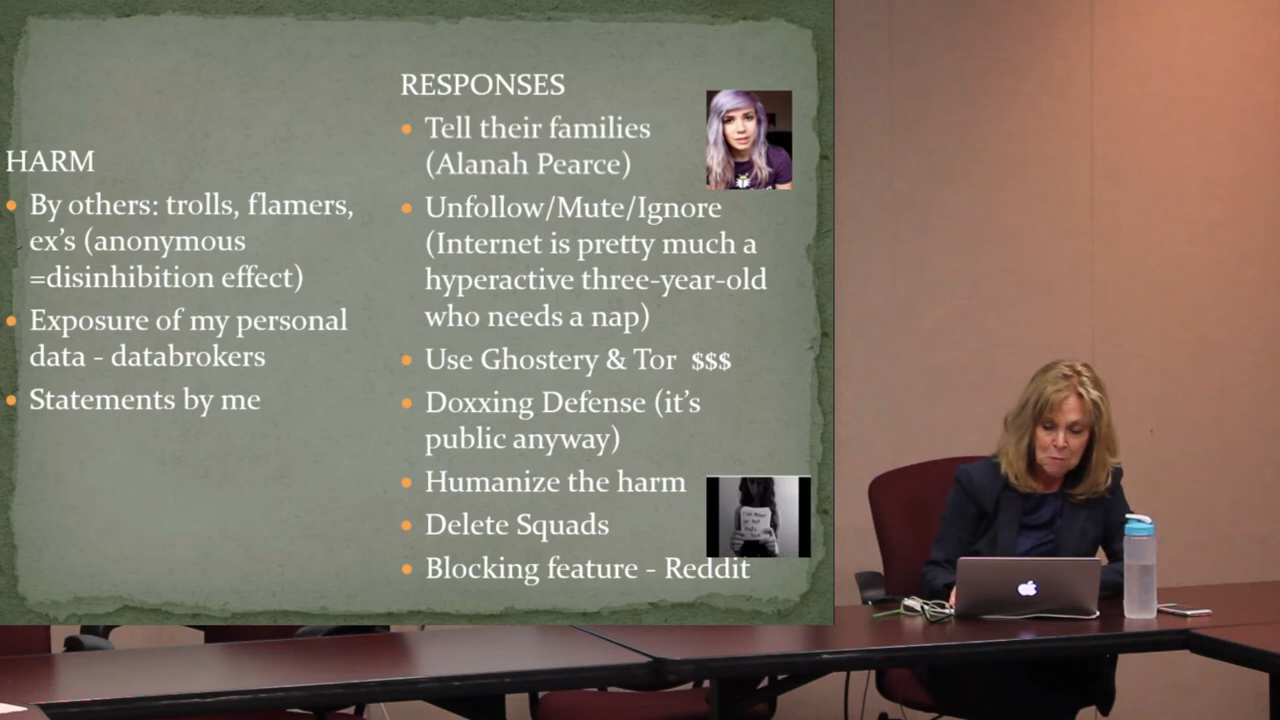 HARM
By others: trolls, flamers,
ex's (anonymous
=disinhibition effect)
Exposure of my personal
data - databrokers
Statements by me
RESPONSES
Tell their families
(Alanah Pearce)
Unfollow/Mute/Ignore
(Internet is pretty much a
hyperactive three-year-old
who needs a nap)
Use Ghostery & Tor $$$
Doxxing Defense (it's
public anyway)
Humanize the harm
Delete Squads
Blocking feature - Reddit